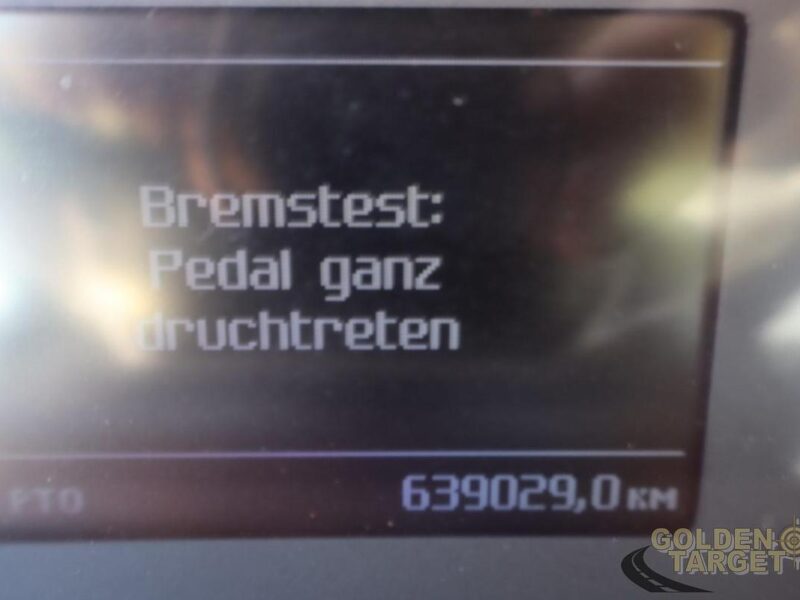 Bremstest:
Pedal ganz
druchtreten
PTO
639029,0 KM
GOLDEN
TARGET